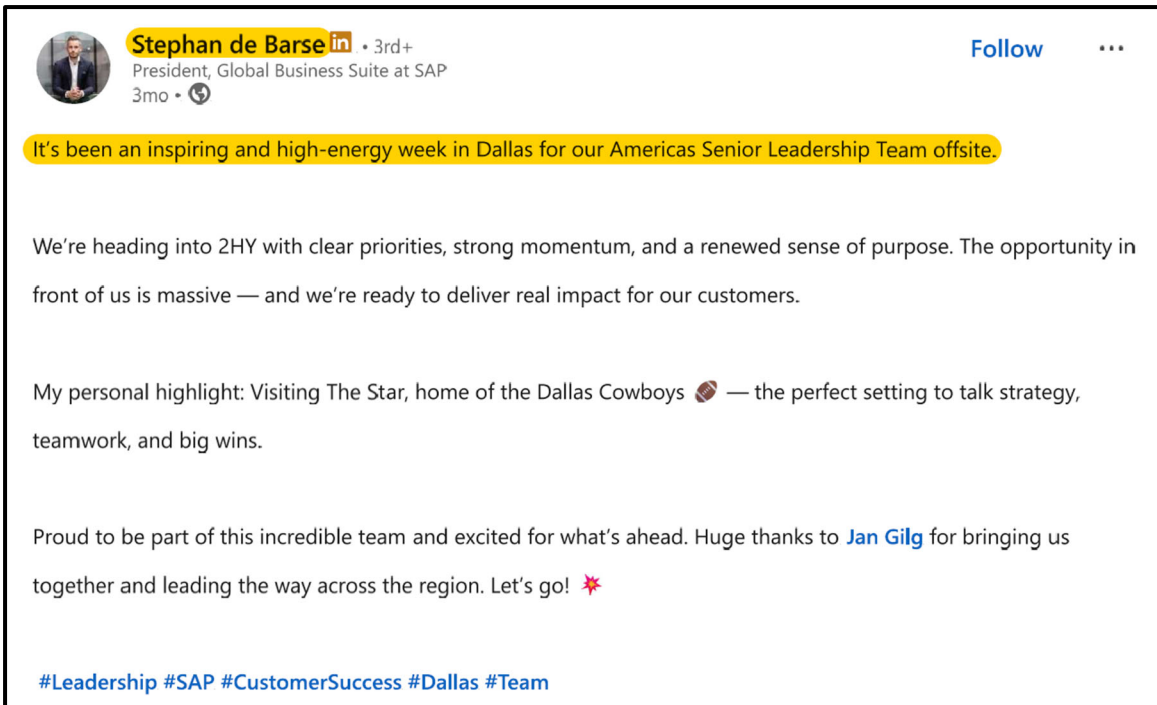 Stephan de Barse in • 3rd+
Follow
President, Global Business Suite at SAP
3mo •
It’s been an inspiring and high-energy week in Dallas for our Americas Senior Leadership Team offsite.
We’re heading into 2HY with clear priorities, strong momentum, and a renewed sense of purpose. The opportunity in
front of us is massive — and we’re ready to deliver real impact for our customers.
My personal highlight: Visiting The Star, home of the Dallas Cowboys 🏈 — the perfect setting to talk strategy,
teamwork, and big wins.
Proud to be part of this incredible team and excited for what’s ahead. Huge thanks to Jan Gilg for bringing us
together and leading the way across the region. Let’s go! 💥
#Leadership #SAP #CustomerSuccess #Dallas #Team